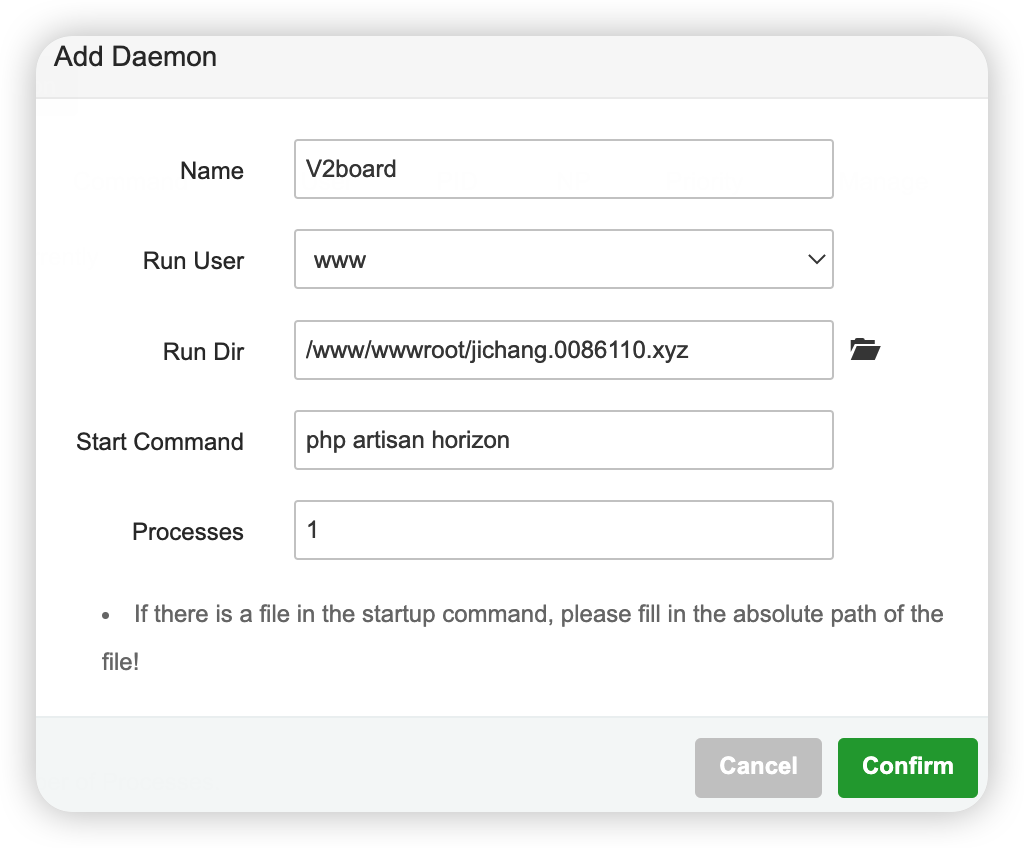 Add Daemon
Name V2board
Run User www
Run Dir /www/wwwroot/jichang.0086110.xyz
Start Command php artisan horizon
Processes 1
• If there is a file in the startup command, please fill in the absolute path of the
file!
Cancel Confirm